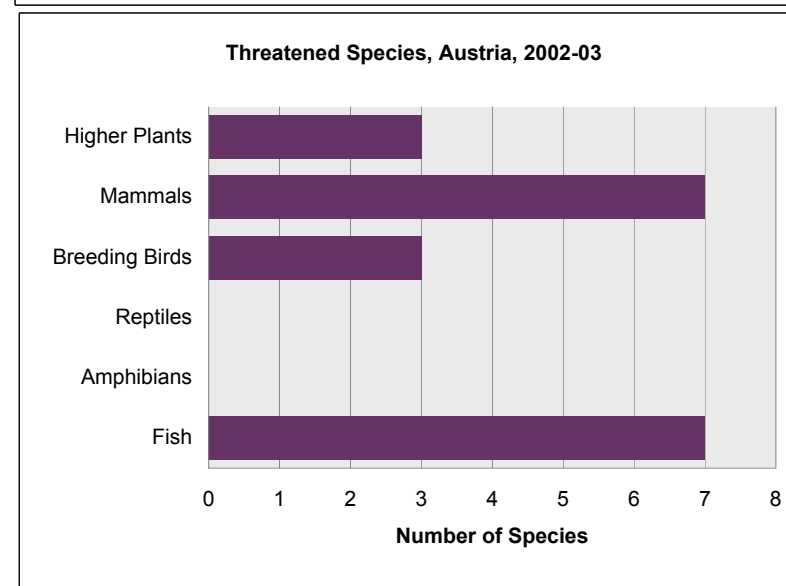 Threatened Species, Austria, 2002-03
Higher Plants
Mammals
Breeding Birds
Reptiles
Amphibians
Fish
0 1 2 3 4 5 6 7 8
Number of Species